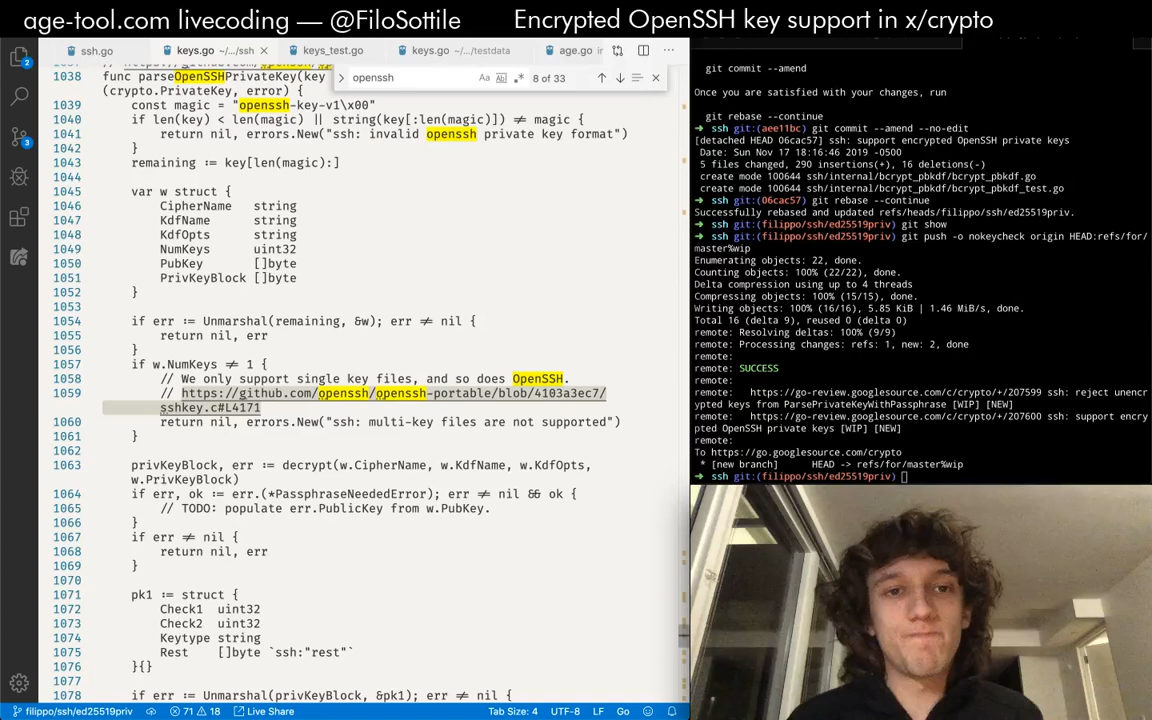 age-tool.com livecoding — @FiloSottile Encrypted OpenSSH key support in x/crypto
ssh.go keys.go ~/.../ssh keys_test.go keys.go ~/.../testdata age.go
openssh
Aa Abl .* 8 of 33
1038 func parseOpenSSHPrivateKey(key
(crypto.PrivateKey, error) {
1039 const magic = "openssh-key-v1\x00"
1040 if len(key) < len(magic) || string(key[:len(magic)]) ≠ magic {
1041 return nil, errors.New("ssh: invalid openssh private key format")
1042 }
1043 remaining := key[len(magic):]
1044
1045 var w struct {
1046 CipherName string
1047 KdfName string
1048 KdfOpts string
1049 NumKeys uint32
1050 PubKey []byte
1051 PrivKeyBlock []byte
1052 }
1053
1054 if err := Unmarshal(remaining, &w); err ≠ nil {
1055 return nil, err
1056 }
1057 if w.NumKeys ≠ 1 {
1058 // We only support single key files, and so does OpenSSH.
1059 // https://github.com/openssh/openssh-portable/blob/4103a3ec7/
sshkey.c#L4171
1060 return nil, errors.New("ssh: multi-key files are not supported")
1061 }
1062
1063 privKeyBlock, err := decrypt(w.CipherName, w.KdfName, w.KdfOpts,
w.PrivKeyBlock)
1064 if err, ok := err.(*PassphraseNeededError); err ≠ nil && ok {
1065 // TODO: populate err.PublicKey from w.PubKey.
1066 }
1067 if err ≠ nil {
1068 return nil, err
1069 }
1070
1071 pk1 := struct {
1072 Check1 uint32
1073 Check2 uint32
1074 Keytype string
1075 Rest []byte `ssh:"rest"`
1076 }{}
1077
1078 if err := Unmarshal(privKeyBlock, &pk1); err ≠ nil {
filippo/ssh/ed25519priv 71 18 Live Share Tab Size: 4 UTF-8 LF Go
2
3
git commit --amend
Once you are satisfied with your changes, run
git rebase --continue
➜ ssh git:(aee11bc) git commit --amend --no-edit
[detached HEAD 06cac57] ssh: support encrypted OpenSSH private keys
Date: Sun Nov 17 18:16:46 2019 -0500
5 files changed, 290 insertions(+), 16 deletions(-)
create mode 100644 ssh/internal/bcrypt_pbkdf/bcrypt_pbkdf.go
create mode 100644 ssh/internal/bcrypt_pbkdf/bcrypt_pbkdf_test.go
➜ ssh git:(06cac57) git rebase --continue
Successfully rebased and updated refs/heads/filippo/ssh/ed25519priv.
➜ ssh git:(filippo/ssh/ed25519priv) git show
➜ ssh git:(filippo/ssh/ed25519priv) git push -o nokeycheck origin HEAD:refs/for/
master%wip
Enumerating objects: 22, done.
Counting objects: 100% (22/22), done.
Delta compression using up to 4 threads
Compressing objects: 100% (15/15), done.
Writing objects: 100% (16/16), 5.85 KiB | 1.46 MiB/s, done.
Total 16 (delta 9), reused 0 (delta 0)
remote: Resolving deltas: 100% (9/9)
remote: Processing changes: refs: 1, new: 2, done
remote:
remote: SUCCESS
remote:
remote: https://go-review.googlesource.com/c/crypto/+/207599 ssh: reject unenc
rypted keys from ParsePrivateKeyWithPassphrase [WIP] [NEW]
remote: https://go-review.googlesource.com/c/crypto/+/207600 ssh: support encry
pted OpenSSH private keys [WIP] [NEW]
remote:
To https://go.googlesource.com/crypto
* [new branch] HEAD -> refs/for/master%wip
➜ ssh git:(filippo/ssh/ed25519priv)